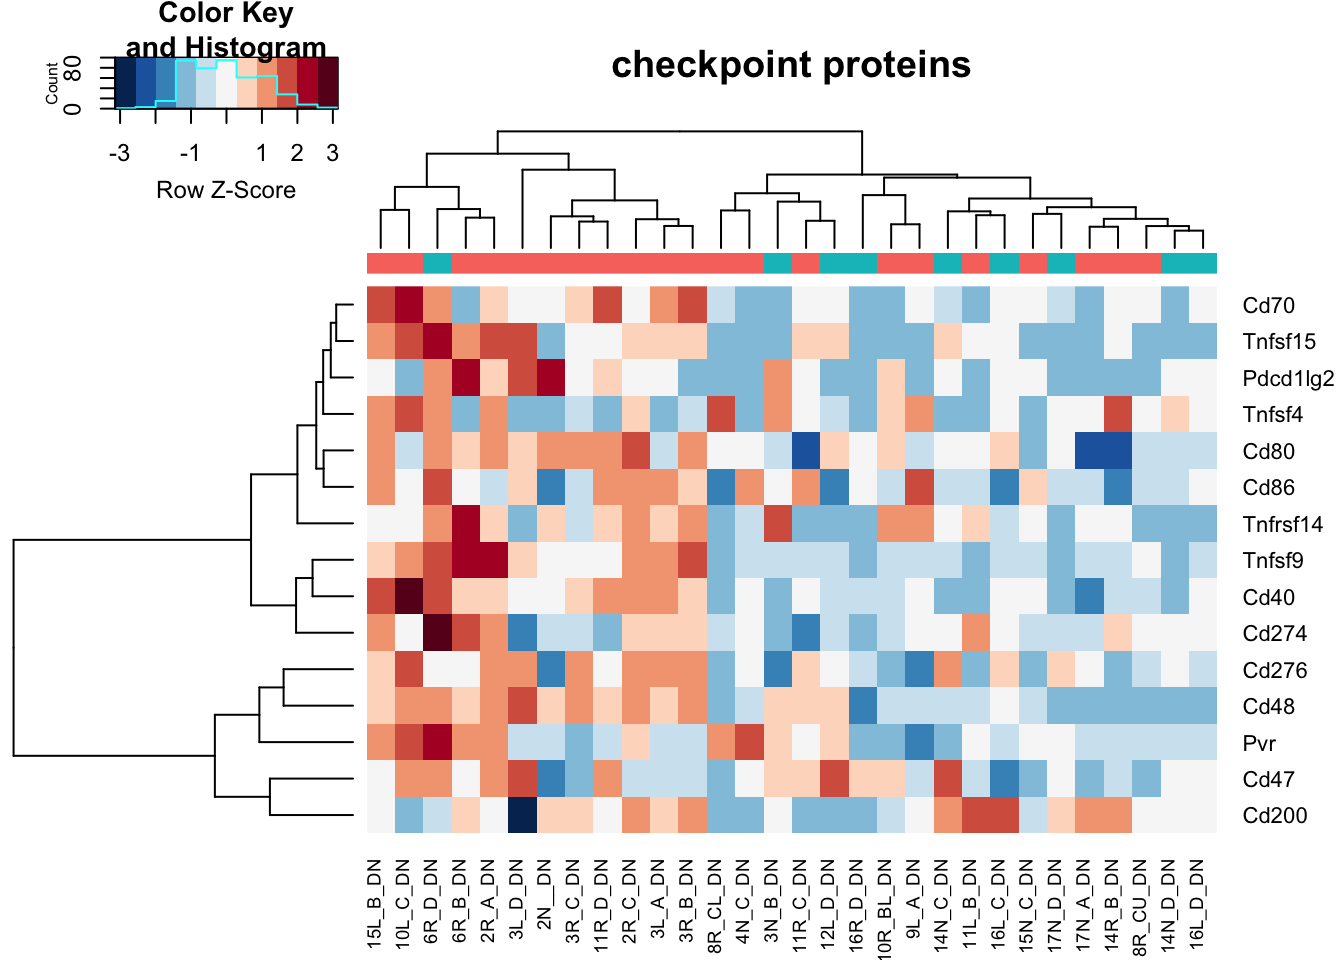 Color Key
and Histogram
checkpoint proteins
Count
0 80
-3 -1 1 2 3
Row Z-Score
Cd70
Tnfsf15
Pdcd1lg2
Tnfsf4
Cd80
Cd86
Tnfrsf14
Tnfsf9
Cd40
Cd274
Cd276
Cd48
Pvr
Cd47
Cd200
15L_B_DN
10L_C_DN
6R_D_DN
6R_B_DN
2R_A_DN
3L_D_DN
2N__DN
3R_C_DN
11R_D_DN
2R_C_DN
3L_A_DN
3R_B_DN
8R_CL_DN
4N_C_DN
3N_B_DN
11R_C_DN
12L_D_DN
16R_D_DN
10R_BL_DN
9L_A_DN
14N_C_DN
11L_B_DN
16L_C_DN
15N_C_DN
17N_D_DN
17N_A_DN
14R_B_DN
8R_CU_DN
14N_D_DN
16L_D_DN